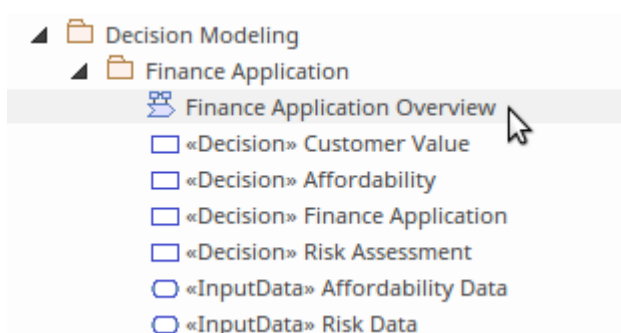 Decision Modeling
Finance Application
Finance Application Overview
«Decision» Customer Value
«Decision» Affordability
«Decision» Finance Application
«Decision» Risk Assessment
«InputData» Affordability Data
«InputData» Risk Data